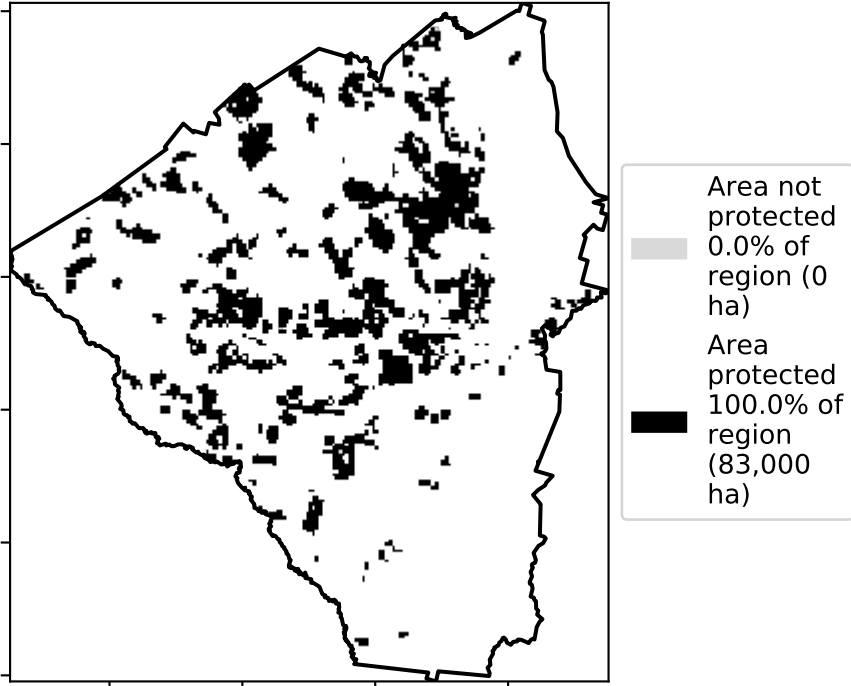 Area not
protected
0.0% of
region (0
ha)
Area
protected
100.0% of
region
(83,000
ha)